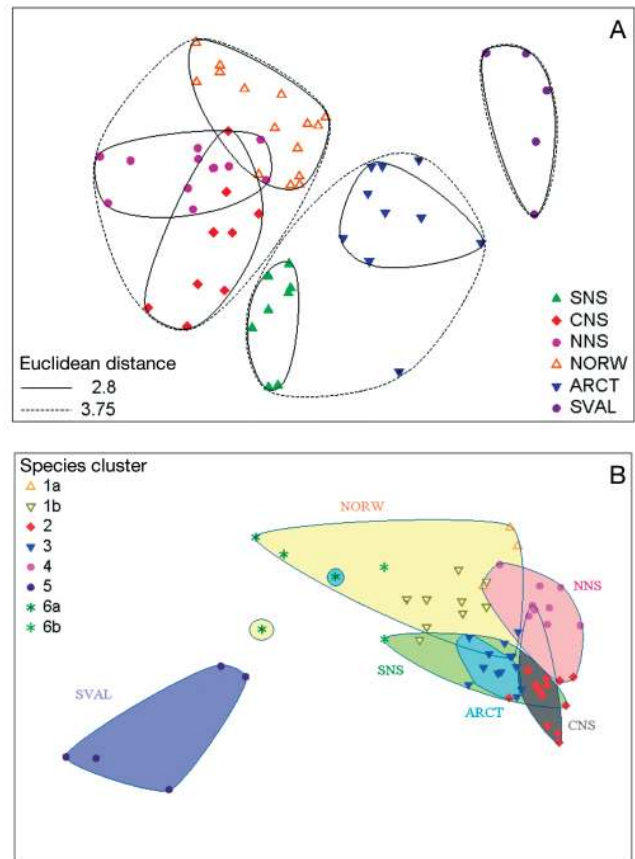 A
SNS
CNS
NNS
NORW
ARCT
SVAL
Euclidean distance
2.8
3.75
B
Species cluster
1a
1b
2
3
4
5
6a
6b
NORW
NNS
SNS
SVAL
ARCT
CNS